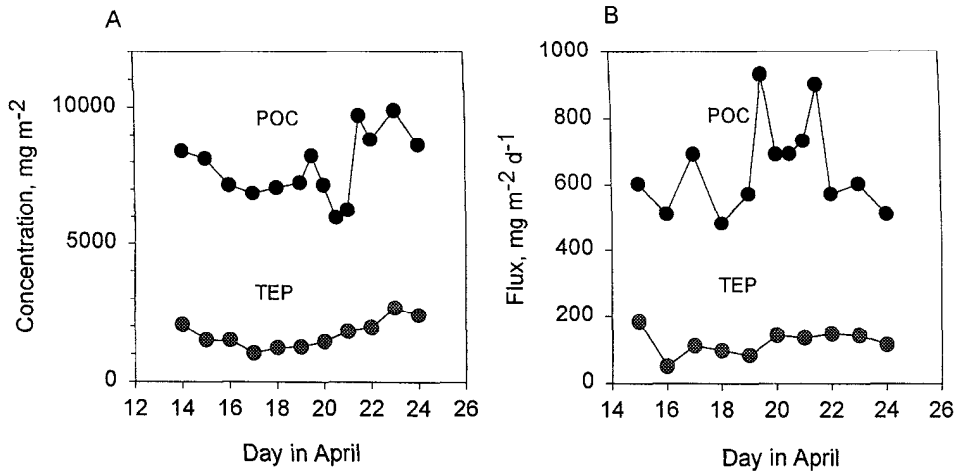 A
Concentration, mg m-2
10000
5000
0
POC
TEP
12 14 16 18 20 22 24 26
Day in April
B
Flux, mg m-2 d-1
1000
800
600
400
200
0
POC
TEP
14 16 18 20 22 24 26
Day in April